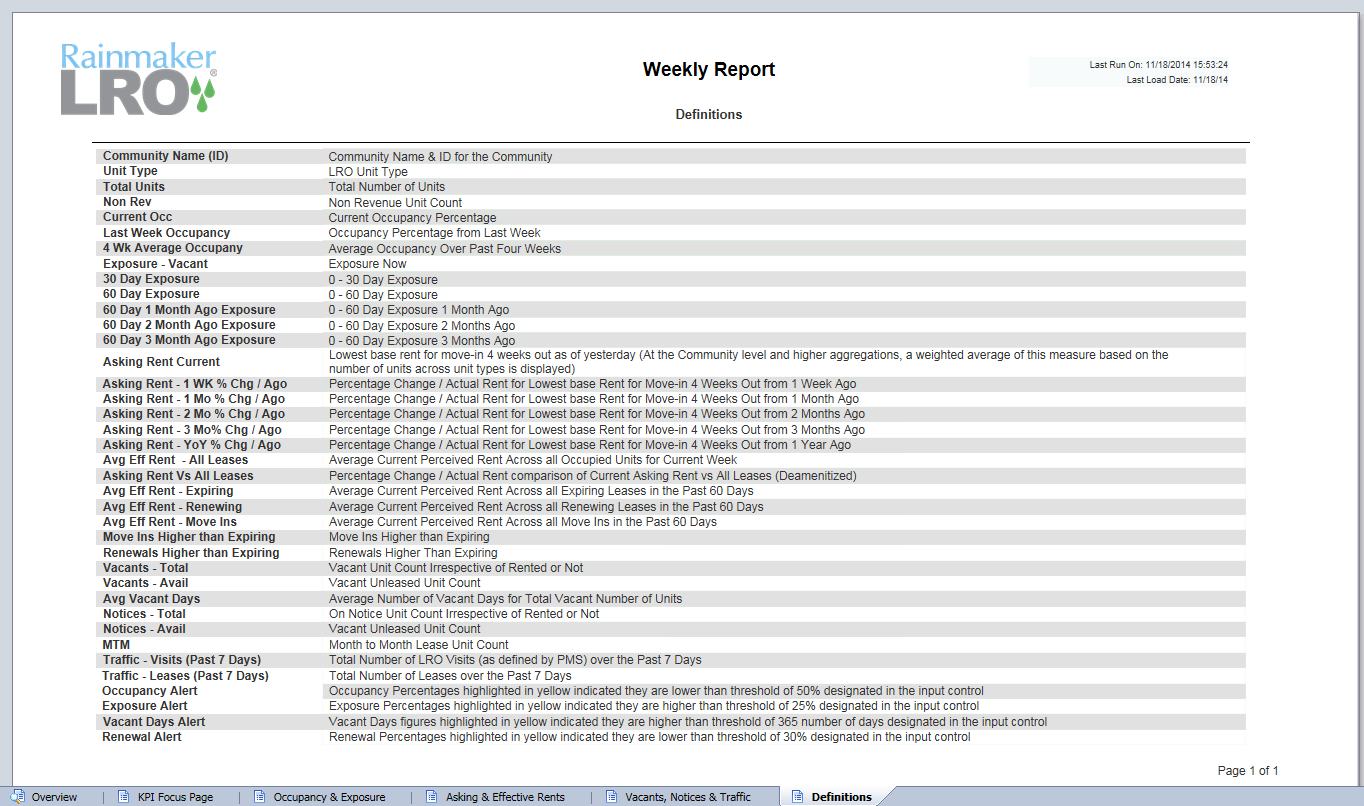 Rainmaker
LRO®
Weekly Report
Definitions
Last Run On: 11/18/2014 15:53:24
Last Load Date: 11/18/14
Community Name (ID) Community Name & ID for the Community
Unit Type LRO Unit Type
Total Units Total Number of Units
Non Rev Non Revenue Unit Count
Current Occ Current Occupancy Percentage
Last Week Occupancy Occupancy Percentage from Last Week
4 Wk Average Occupany Average Occupancy Over Past Four Weeks
Exposure - Vacant Exposure Now
30 Day Exposure 0 - 30 Day Exposure
60 Day Exposure 0 - 60 Day Exposure
60 Day 1 Month Ago Exposure 0 - 60 Day Exposure 1 Month Ago
60 Day 2 Month Ago Exposure 0 - 60 Day Exposure 2 Months Ago
60 Day 3 Month Ago Exposure 0 - 60 Day Exposure 3 Months Ago
Asking Rent Current Lowest base rent for move-in 4 weeks out as of yesterday (At the Community level and higher aggregations, a weighted average of this measure based on the
number of units across unit types is displayed)
Asking Rent - 1 WK % Chg / Ago Percentage Change / Actual Rent for Lowest base Rent for Move-in 4 Weeks Out from 1 Week Ago
Asking Rent - 1 Mo % Chg / Ago Percentage Change / Actual Rent for Lowest base Rent for Move-in 4 Weeks Out from 1 Month Ago
Asking Rent - 2 Mo % Chg / Ago Percentage Change / Actual Rent for Lowest base Rent for Move-in 4 Weeks Out from 2 Months Ago
Asking Rent - 3 Mo% Chg / Ago Percentage Change / Actual Rent for Lowest base Rent for Move-in 4 Weeks Out from 3 Months Ago
Asking Rent - YoY % Chg / Ago Percentage Change / Actual Rent for Lowest base Rent for Move-in 4 Weeks Out from 1 Year Ago
Avg Eff Rent - All Leases Average Current Perceived Rent Across all Occupied Units for Current Week
Asking Rent Vs All Leases Percentage Change / Actual Rent comparison of Current Asking Rent vs All Leases (Deamenitized)
Avg Eff Rent - Expiring Average Current Perceived Rent Across all Expiring Leases in the Past 60 Days
Avg Eff Rent - Renewing Average Current Perceived Rent Across all Renewing Leases in the Past 60 Days
Avg Eff Rent - Move Ins Average Current Perceived Rent Across all Move Ins in the Past 60 Days
Move Ins Higher than Expiring Move Ins Higher than Expiring
Renewals Higher than Expiring Renewals Higher Than Expiring
Vacants - Total Vacant Unit Count Irrespective of Rented or Not
Vacants - Avail Vacant Unleased Unit Count
Avg Vacant Days Average Number of Vacant Days for Total Vacant Number of Units
Notices - Total On Notice Unit Count Irrespective of Rented or Not
Notices - Avail Vacant Unleased Unit Count
MTM Month to Month Lease Unit Count
Traffic - Visits (Past 7 Days) Total Number of LRO Visits (as defined by PMS) over the Past 7 Days
Traffic - Leases (Past 7 Days) Total Number of Leases over the Past 7 Days
Occupancy Alert Occupancy Percentages highlighted in yellow indicated they are lower than threshold of 50% designated in the input control
Exposure Alert Exposure Percentages highlighted in yellow indicated they are higher than threshold of 25% designated in the input control
Vacant Days Alert Vacant Days figures highlighted in yellow indicated they are higher than threshold of 365 number of days designated in the input control
Renewal Alert Renewal Percentages highlighted in yellow indicated they are lower than threshold of 30% designated in the input control
Page 1 of 1
Overview KPI Focus Page Occupancy & Exposure Asking & Effective Rents Vacants, Notices & Traffic Definitions